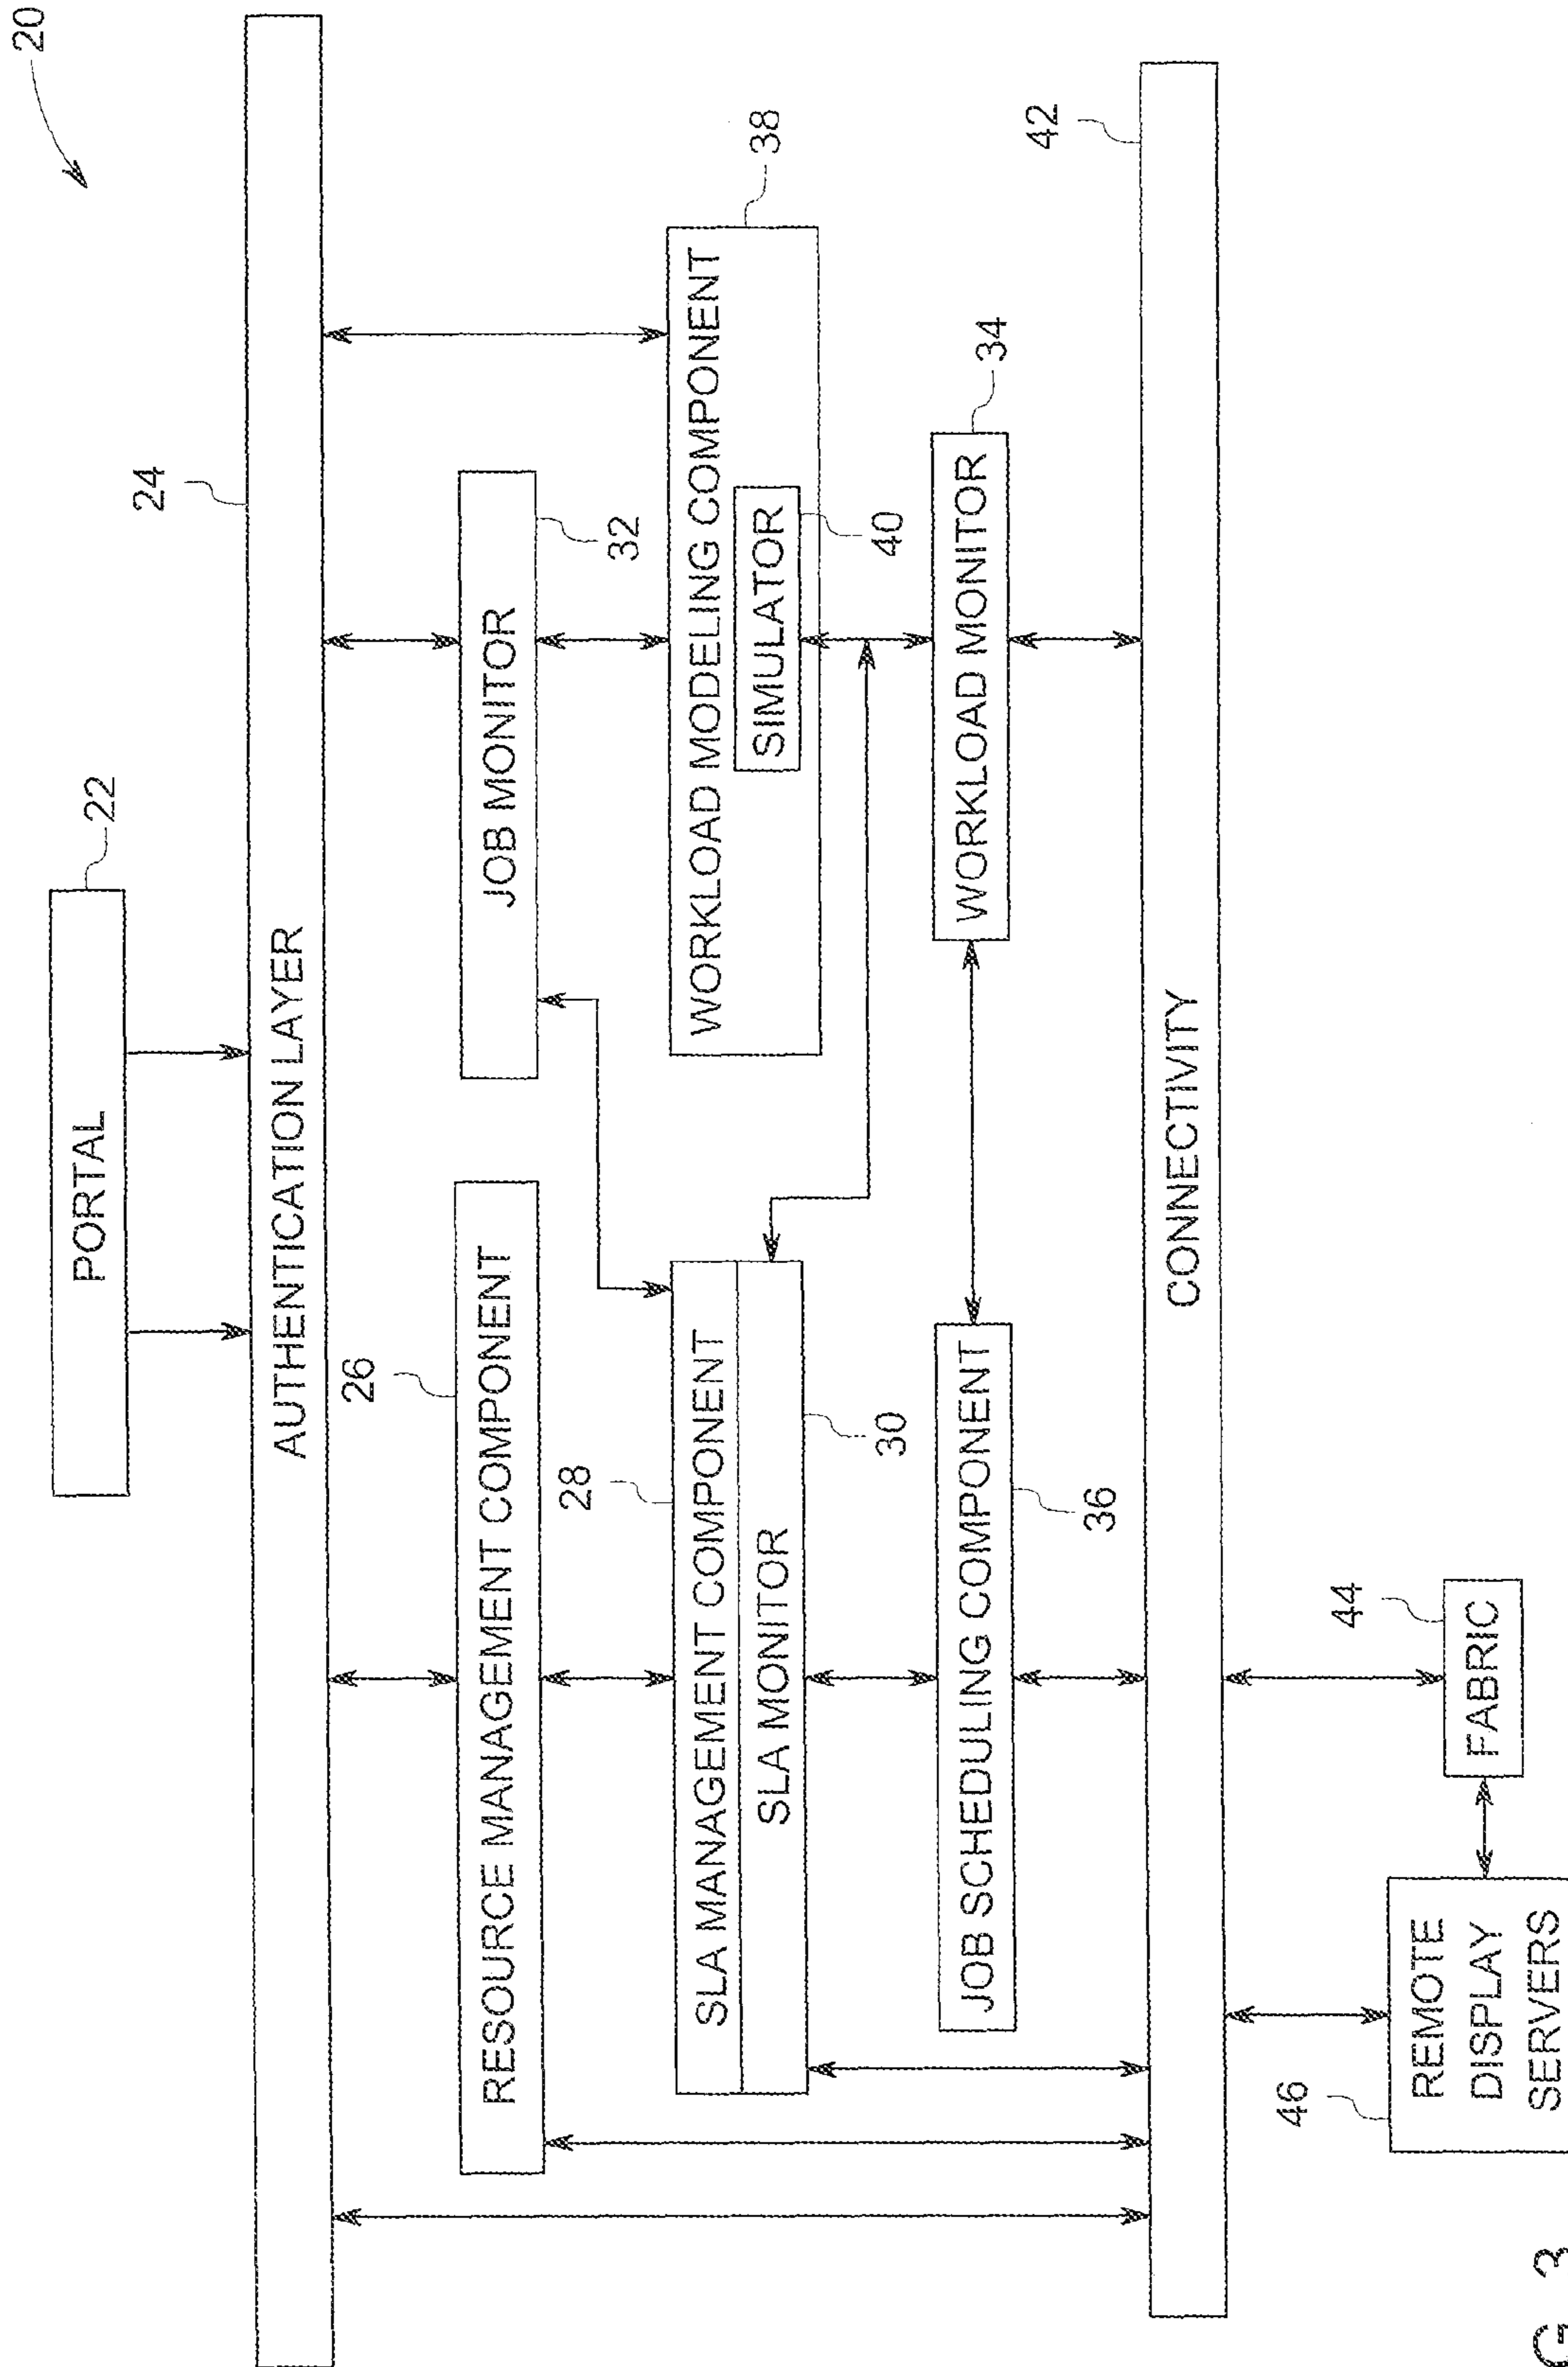 20
PORTAL
22
24
AUTHENTICATION LAYER
26
RESOURCE MANAGEMENT COMPONENT
JOB MONITOR
32
28
SLA MANAGEMENT COMPONENT
SLA MONITOR
30
WORKLOAD MODELING COMPONENT
38
SIMULATOR
40
JOB SCHEDULING COMPONENT
36
WORKLOAD MONITOR
34
42
CONNECTIVITY
44
FABRIC
46
REMOTE
DISPLAY
SERVERS
G 3